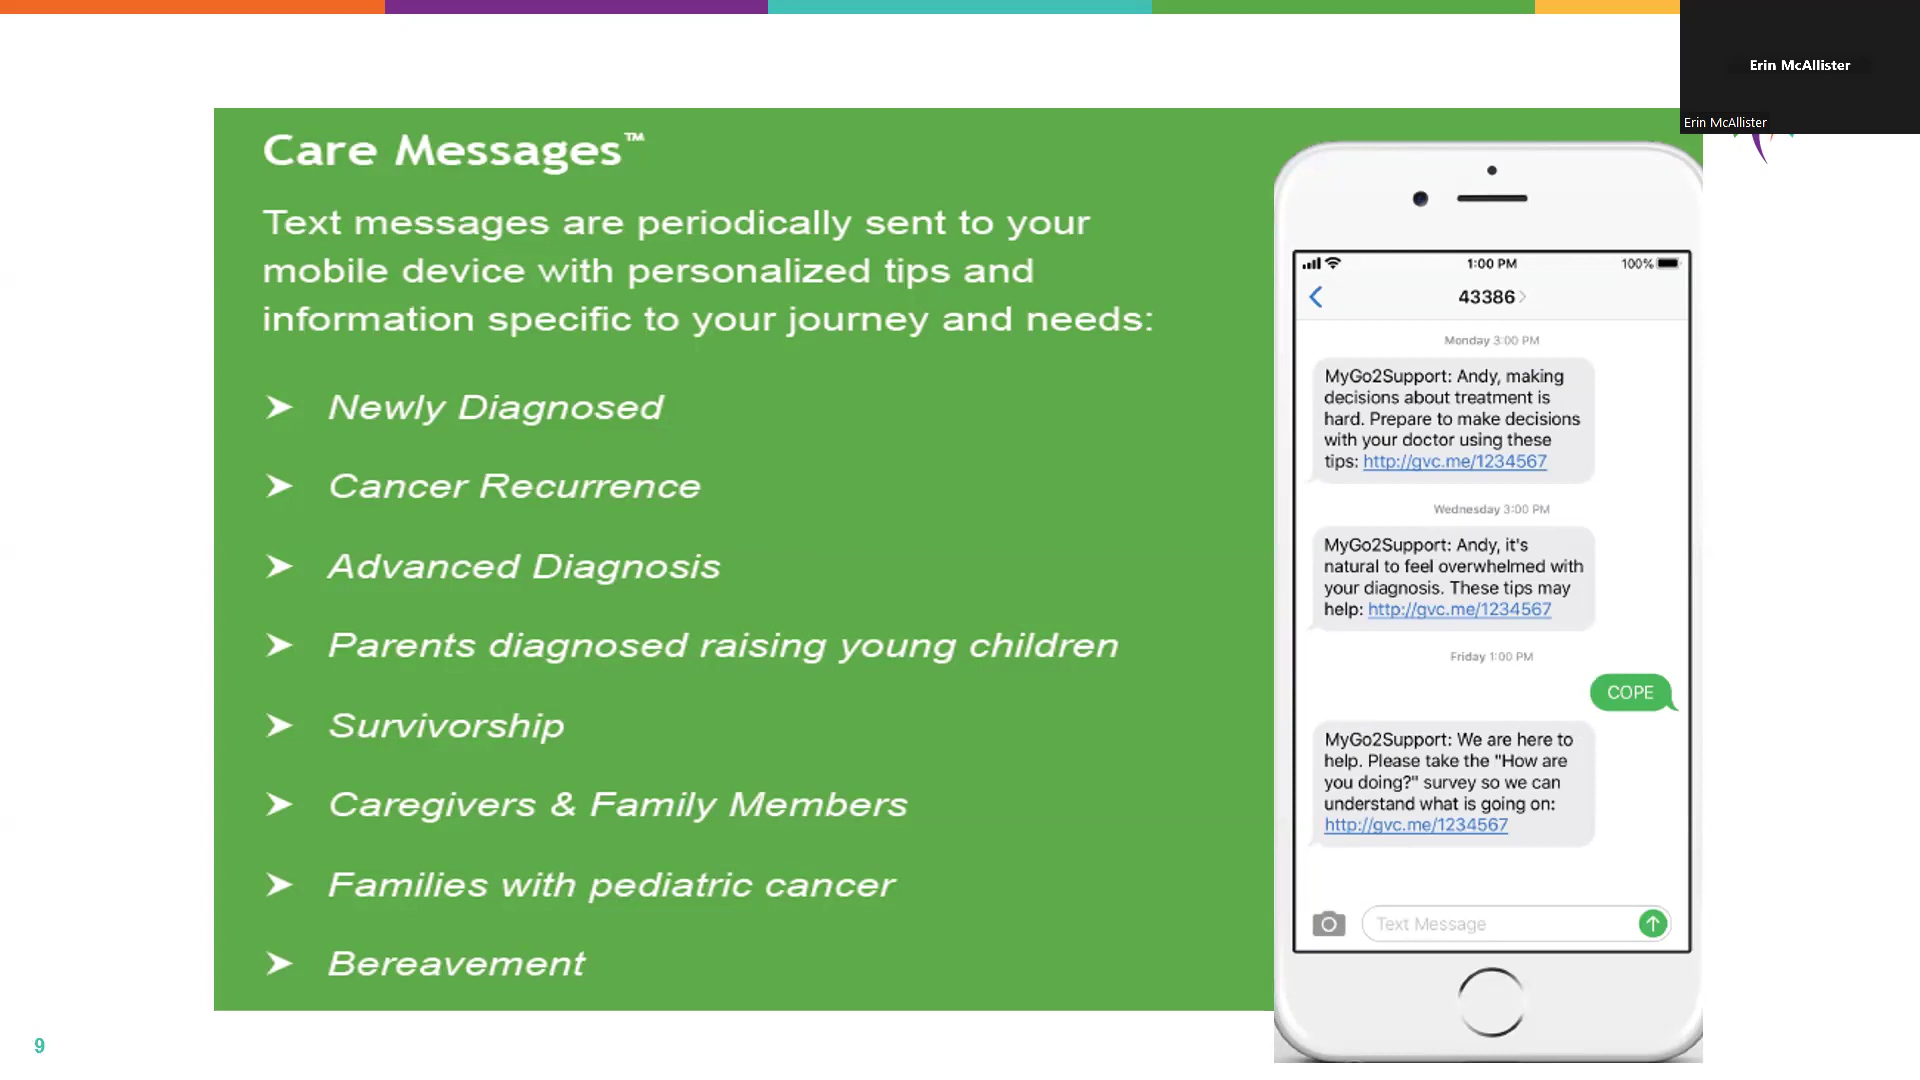 Erin McAllister
Erin McAllister
Care Messages™
Text messages are periodically sent to your
mobile device with personalized tips and
information specific to your journey and needs:
➤ Newly Diagnosed
➤ Cancer Recurrence
➤ Advanced Diagnosis
➤ Parents diagnosed raising young children
➤ Survivorship
➤ Caregivers & Family Members
➤ Families with pediatric cancer
➤ Bereavement
1:00 PM 100%
43386
Monday 3:00 PM
MyGo2Support: Andy, making
decisions about treatment is
hard. Prepare to make decisions
with your doctor using these
tips: http://gvc.me/1234567
Wednesday 3:00 PM
MyGo2Support: Andy, it's
natural to feel overwhelmed with
your diagnosis. These tips may
help: http://gvc.me/1234567
Friday 1:00 PM
COPE
MyGo2Support: We are here to
help. Please take the "How are
you doing?" survey so we can
understand what is going on:
http://gvc.me/1234567
Text Message
9